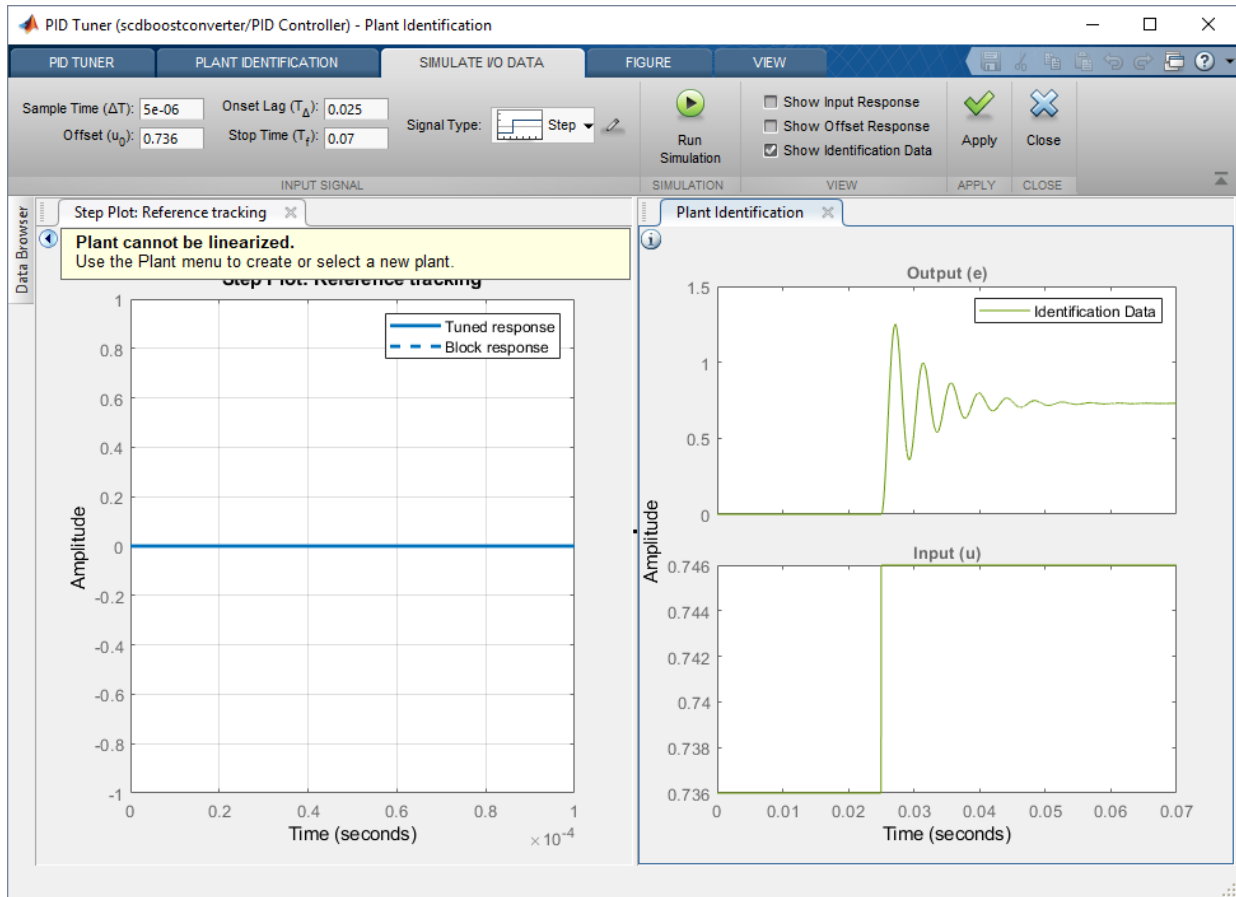 PID Tuner (scdboostconverter/PID Controller) - Plant Identification
PID TUNER PLANT IDENTIFICATION SIMULATE I/O DATA FIGURE VIEW
Sample Time (ΔT): 5e-06 Onset Lag (TΔ): 0.025
Offset (u0): 0.736 Stop Time (Tf): 0.07
Signal Type: Step
Run
Simulation
Show Input Response
Show Offset Response
Show Identification Data
Apply
Close
INPUT SIGNAL SIMULATION VIEW APPLY CLOSE
Data Browser
Step Plot: Reference tracking
Plant cannot be linearized.
Use the Plant menu to create or select a new plant.
Step Plot: Reference tracking
Tuned response
Block response
Amplitude
1
0.8
0.6
0.4
0.2
0
-0.2
-0.4
-0.6
-0.8
-1
0 0.2 0.4 0.6 0.8 1
Time (seconds) ×10-4
Plant Identification
Output (e)
Identification Data
1.5
1
0.5
0
Amplitude
Input (u)
0.746
0.744
0.742
0.74
0.738
0.736
0 0.01 0.02 0.03 0.04 0.05 0.06 0.07
Time (seconds)